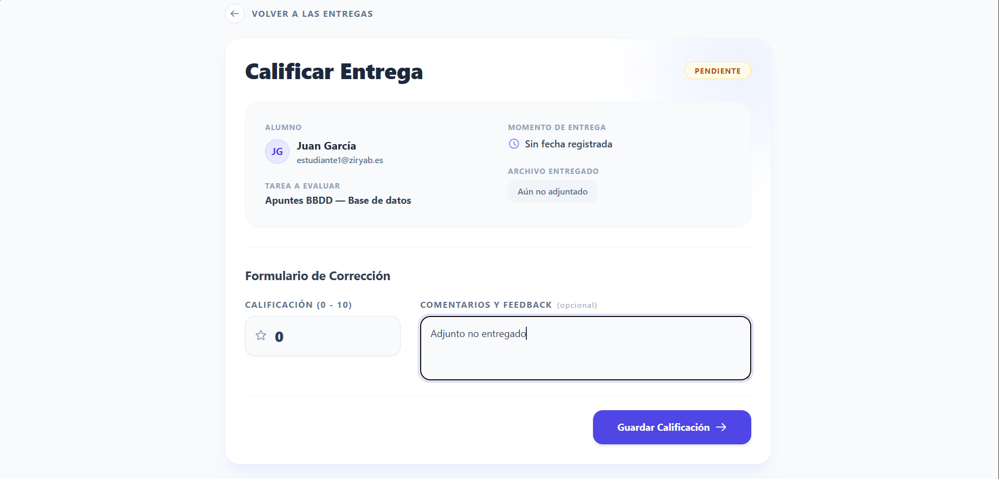 VOLVER A LAS ENTREGAS
Calificar Entrega
PENDIENTE
ALUMNO
JG
Juan García
estudiante1@ziryab.es
TAREA A EVALUAR
Apuntes BBDD — Base de datos
MOMENTO DE ENTREGA
Sin fecha registrada
ARCHIVO ENTREGADO
Aún no adjuntado
Formulario de Corrección
CALIFICACIÓN (0 - 10)
0
COMENTARIOS Y FEEDBACK (opcional)
Adjunto no entregado
Guardar Calificación